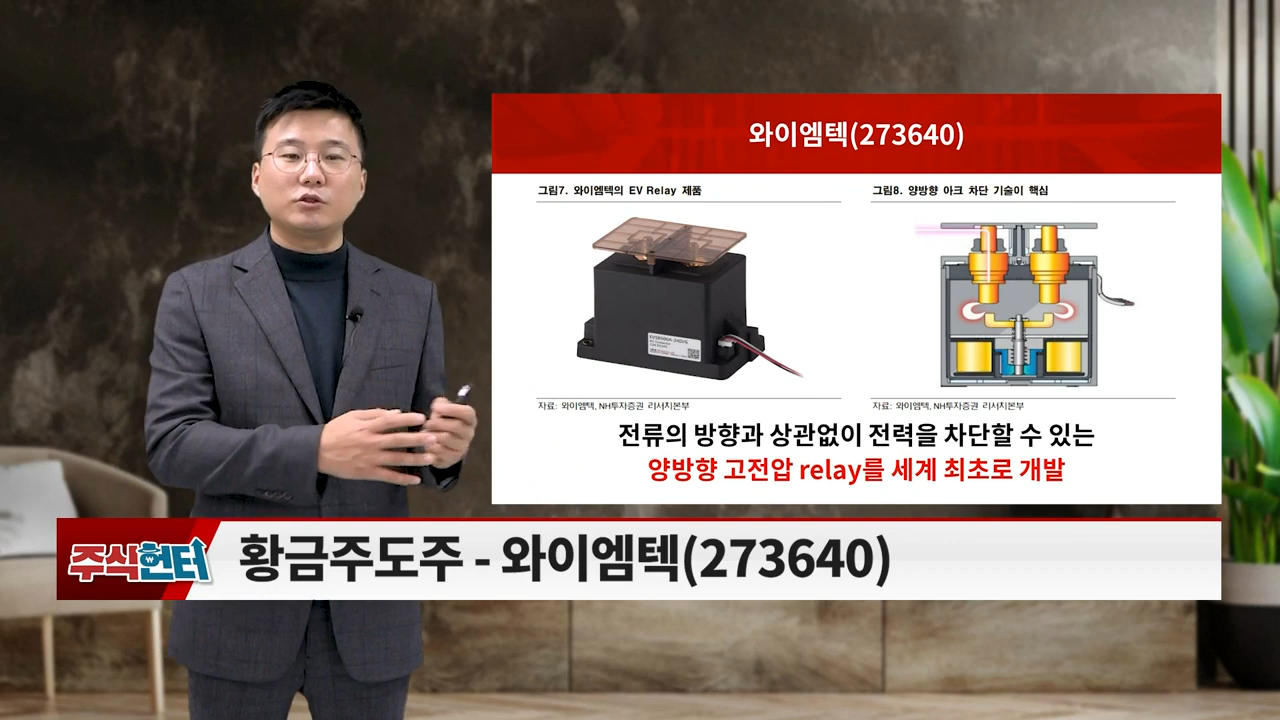 와이엠텍(273640)
그림7. 와이엠텍의 EV Relay 제품
그림8. 양방향 아크 차단 기술이 핵심
자료: 와이엠텍, NH투자증권 리서치본부
자료: 와이엠텍, NH투자증권 리서치본부
전류의 방향과 상관없이 전력을 차단할 수 있는
양방향 고전압 relay를 세계 최초로 개발
주식헌터
황금주도주 - 와이엠텍(273640)